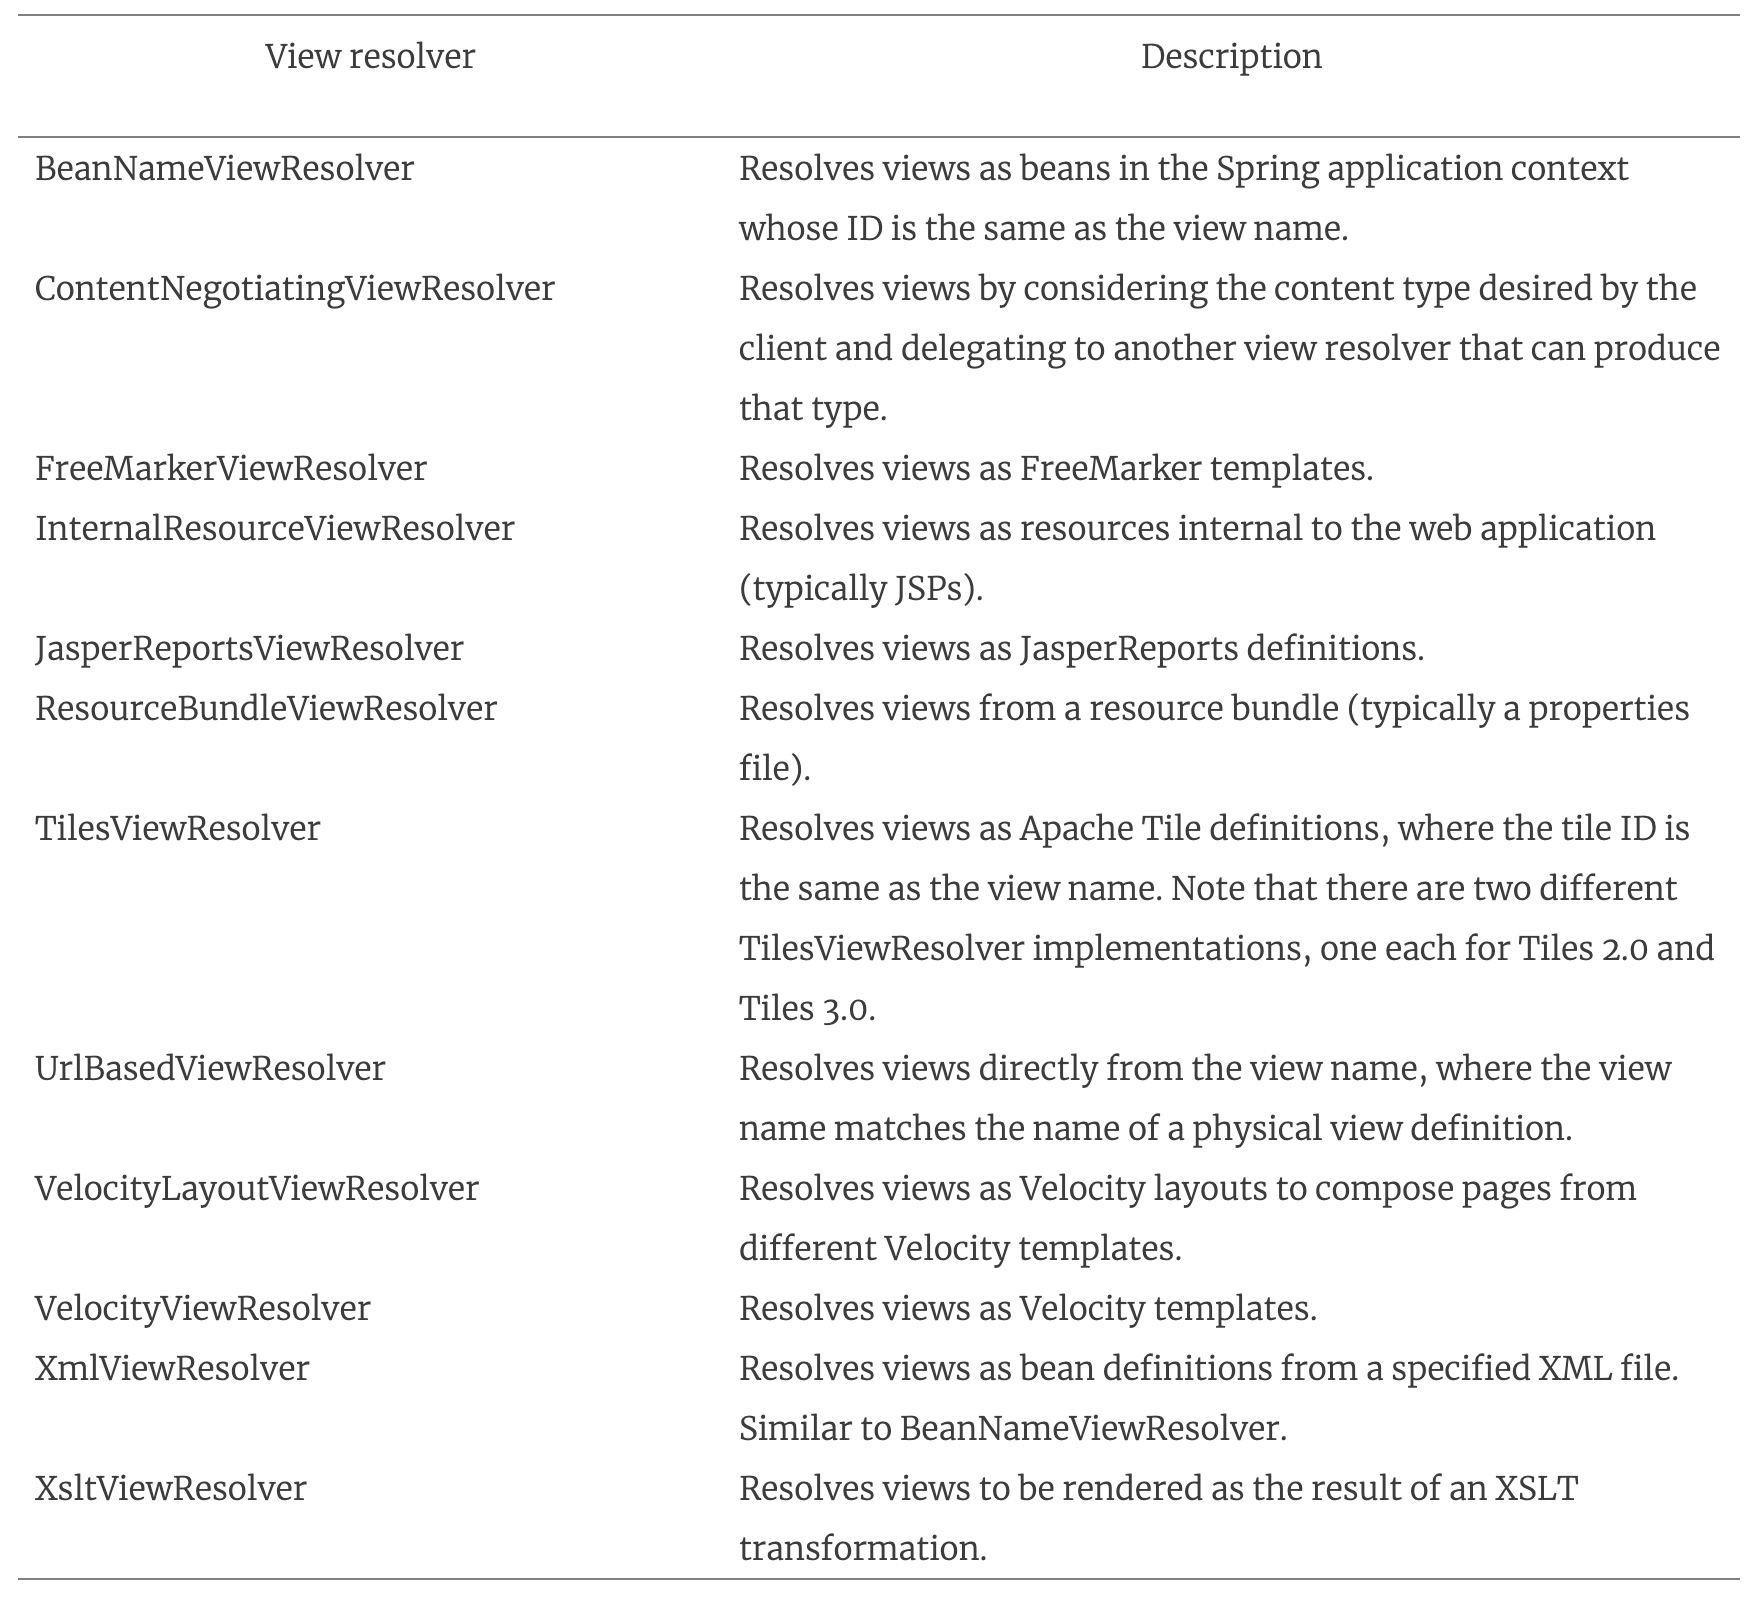 View resolver Description
BeanNameViewResolver Resolves views as beans in the Spring application context
whose ID is the same as the view name.
ContentNegotiatingViewResolver Resolves views by considering the content type desired by the
client and delegating to another view resolver that can produce
that type.
FreeMarkerViewResolver Resolves views as FreeMarker templates.
InternalResourceViewResolver Resolves views as resources internal to the web application
(typically JSPs).
JasperReportsViewResolver Resolves views as JasperReports definitions.
ResourceBundleViewResolver Resolves views from a resource bundle (typically a properties
file).
TilesViewResolver Resolves views as Apache Tile definitions, where the tile ID is
the same as the view name. Note that there are two different
TilesViewResolver implementations, one each for Tiles 2.0 and
Tiles 3.0.
UrlBasedViewResolver Resolves views directly from the view name, where the view
name matches the name of a physical view definition.
VelocityLayoutViewResolver Resolves views as Velocity layouts to compose pages from
different Velocity templates.
VelocityViewResolver Resolves views as Velocity templates.
XmlViewResolver Resolves views as bean definitions from a specified XML file.
Similar to BeanNameViewResolver.
XsltViewResolver Resolves views to be rendered as the result of an XSLT
transformation.